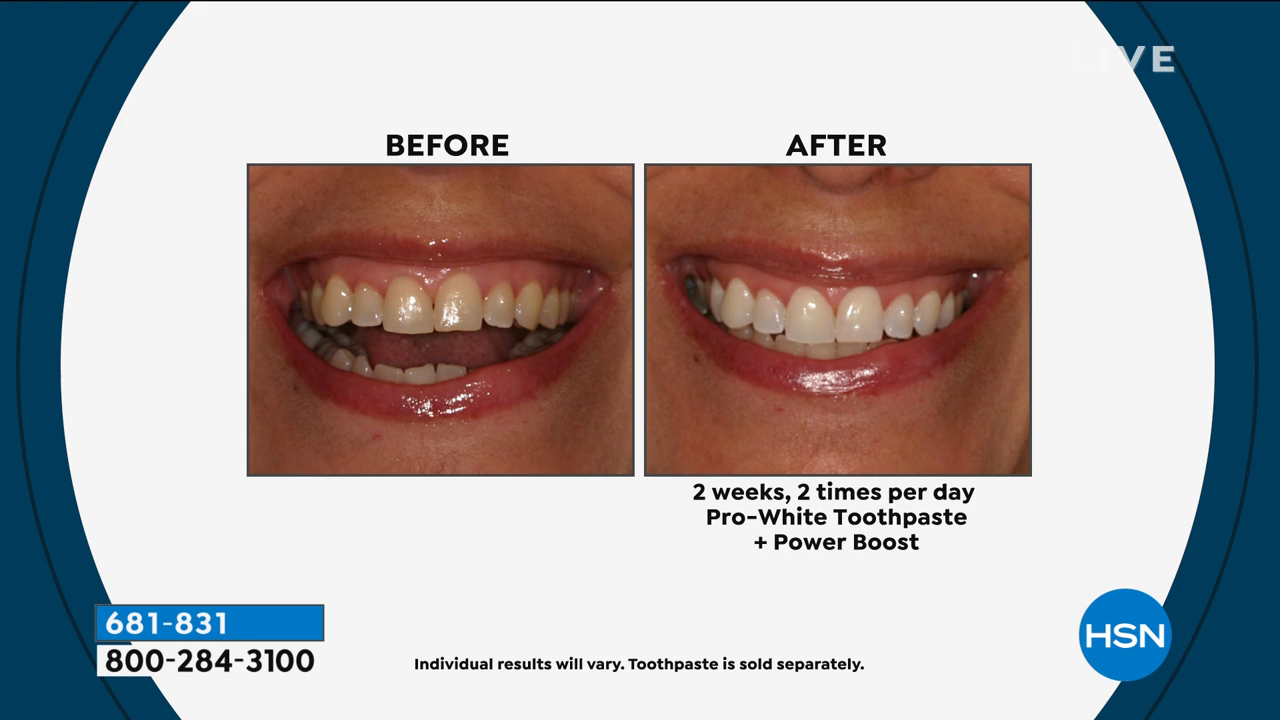 LIVE
BEFORE
AFTER
2 weeks, 2 times per day
Pro-White Toothpaste
+ Power Boost
681-831
800-284-3100
Individual results will vary. Toothpaste is sold separately.
HSN